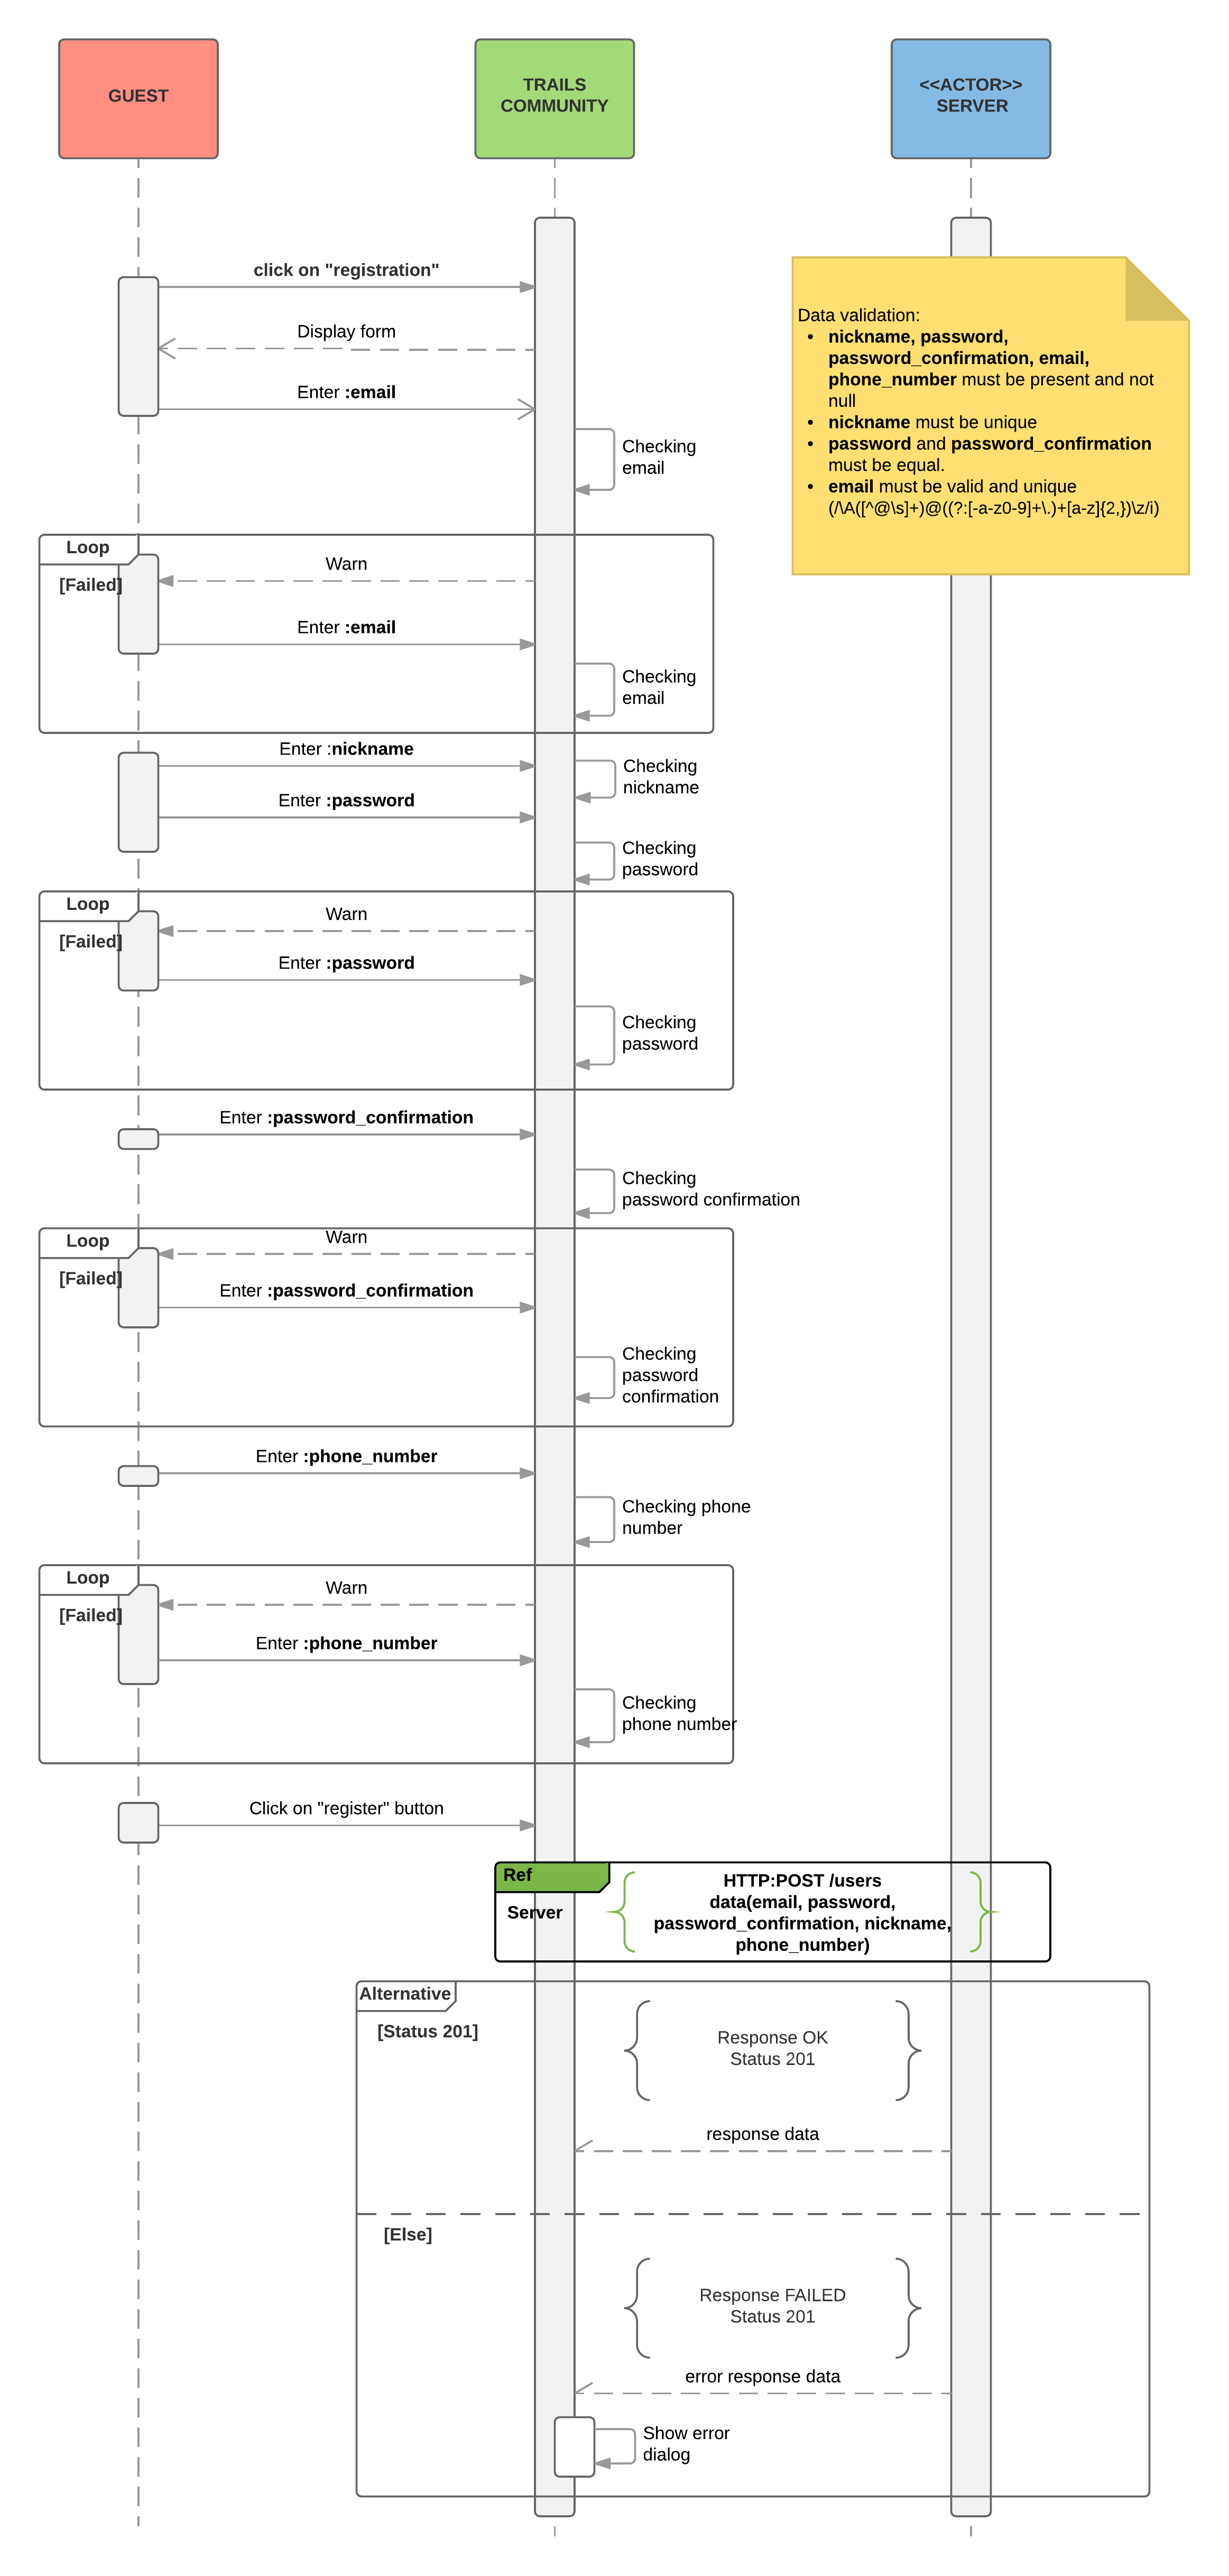 GUEST
TRAILS
COMMUNITY
<<ACTOR>>
SERVER
click on "registration"
Display form
Enter :email
Checking
email
Data validation:
• nickname, password,
password_confirmation, email,
phone_number must be present and not
null
• nickname must be unique
• password and password_confirmation
must be equal.
• email must be valid and unique
(/\A([^@\s]+)@((?:[-a-z0-9]+\.)+[a-z]{2,})\z/i)
Loop
[Failed]
Warn
Enter :email
Checking
email
Enter :nickname
Checking
nickname
Enter :password
Checking
password
Loop
[Failed]
Warn
Enter :password
Checking
password
Enter :password_confirmation
Checking
password confirmation
Loop
[Failed]
Warn
Enter :password_confirmation
Checking
password
confirmation
Enter :phone_number
Checking phone
number
Loop
[Failed]
Warn
Enter :phone_number
Checking
phone number
Click on "register" button
Ref
Server
HTTP:POST /users
data(email, password,
password_confirmation, nickname,
phone_number)
Alternative
[Status 201]
Response OK
Status 201
response data
[Else]
Response FAILED
Status 201
error response data
Show error
dialog